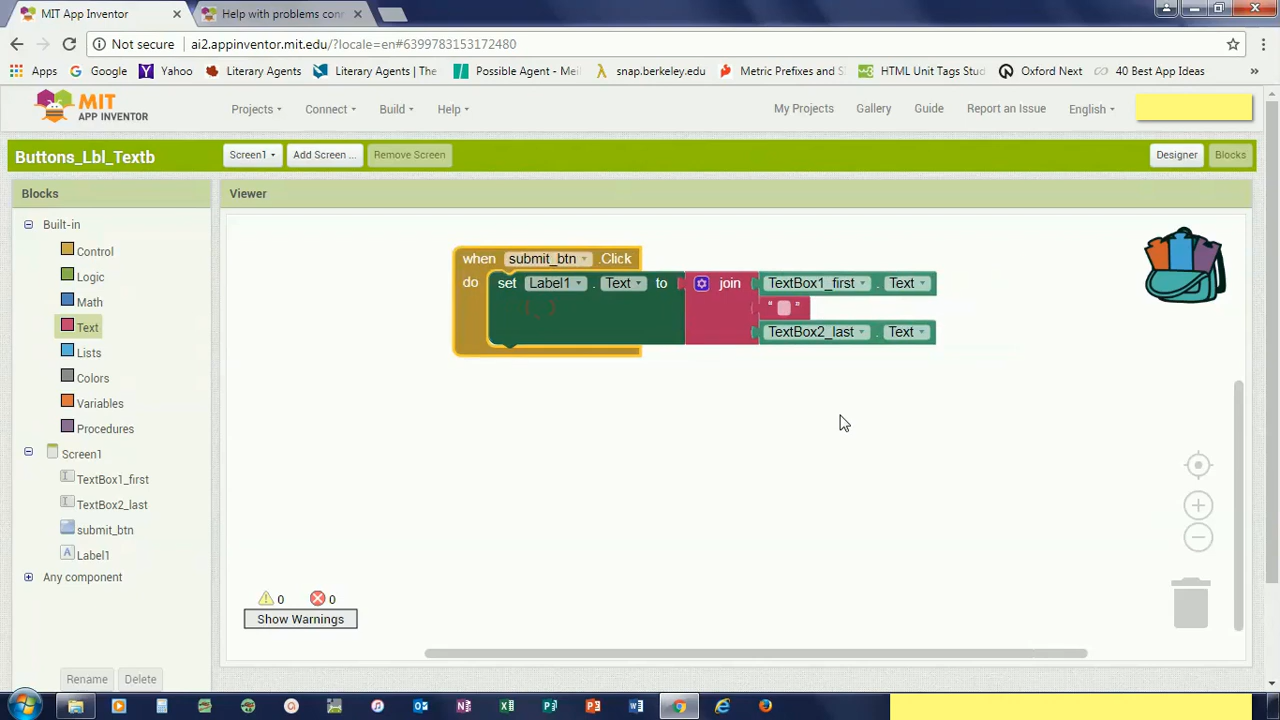 MIT App Inventor
Help with problems con
Not secure
ai2.appinventor.mit.edu/?locale=en#6399783153172480
Apps Google Yahoo Literary Agents Literary Agents | The Possible Agent - Mei snap.berkeley.edu Metric Prefixes and S HTML Unit Tags Stud Oxford Next 40 Best App Ideas »
MIT
APP INVENTOR
Projects Connect Build Help My Projects Gallery Guide Report an Issue English
Buttons_Lbl_Textb Screen1 Add Screen ... Remove Screen Designer Blocks
Blocks
Viewer
Built-in
Control
Logic
Math
Text
Lists
Colors
Variables
Procedures
Screen1
TextBox1_first
TextBox2_last
submit_btn
Label1
Any component
Rename Delete
when submit_btn .Click
do set Label1 . Text to join TextBox1_first . Text
“ ”
TextBox2_last . Text
0 0
Show Warnings